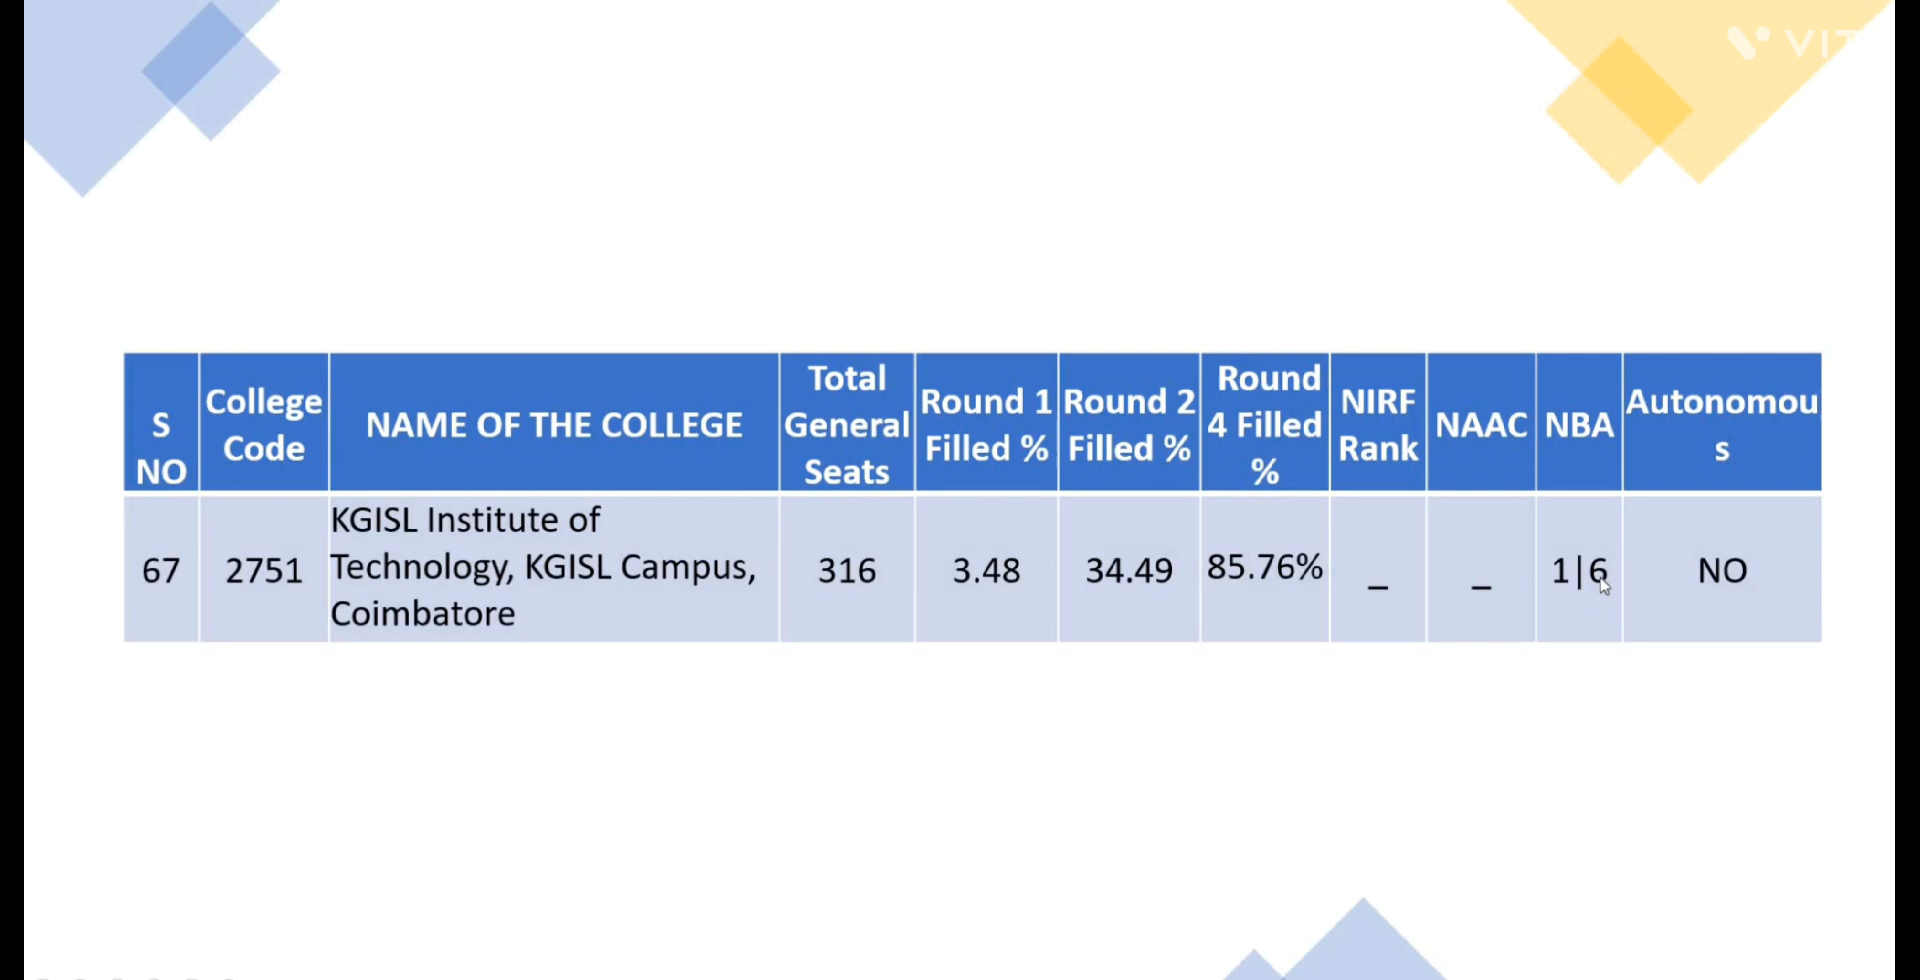 VIT
S NO
College Code
NAME OF THE COLLEGE
Total General Seats
Round 1 Filled %
Round 2 Filled %
Round 4 Filled %
NIRF Rank
NAAC
NBA
Autonomous
67
2751
KGISL Institute of
Technology, KGISL Campus,
Coimbatore
316
3.48
34.49
85.76%
_
_
1|6
NO